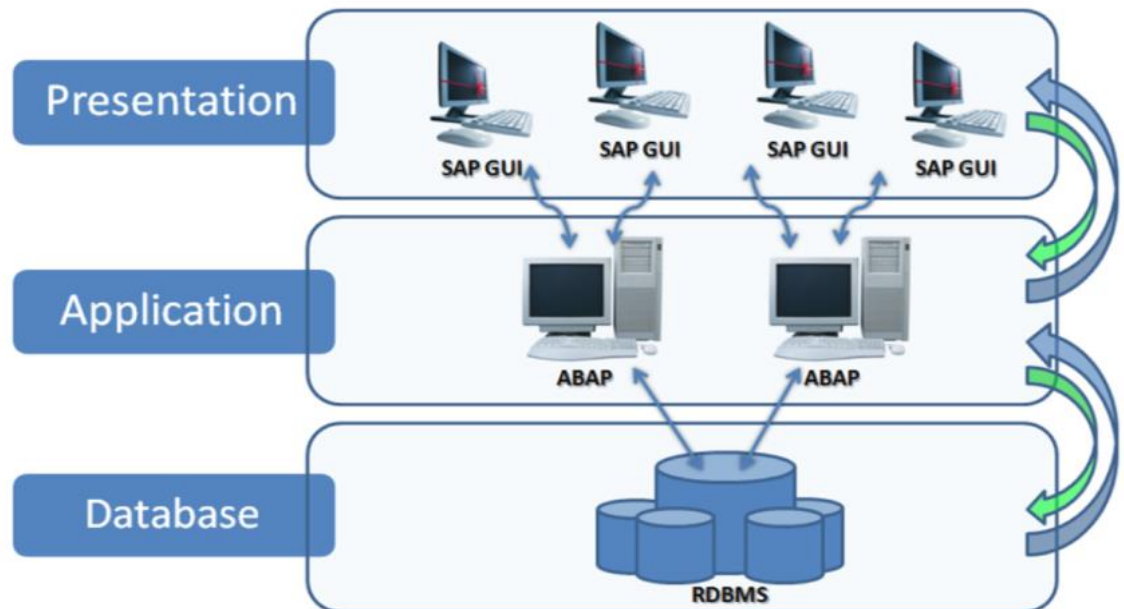 Presentation
SAP GUI
SAP GUI
SAP GUI
SAP GUI
Application
ABAP
ABAP
Database
RDBMS